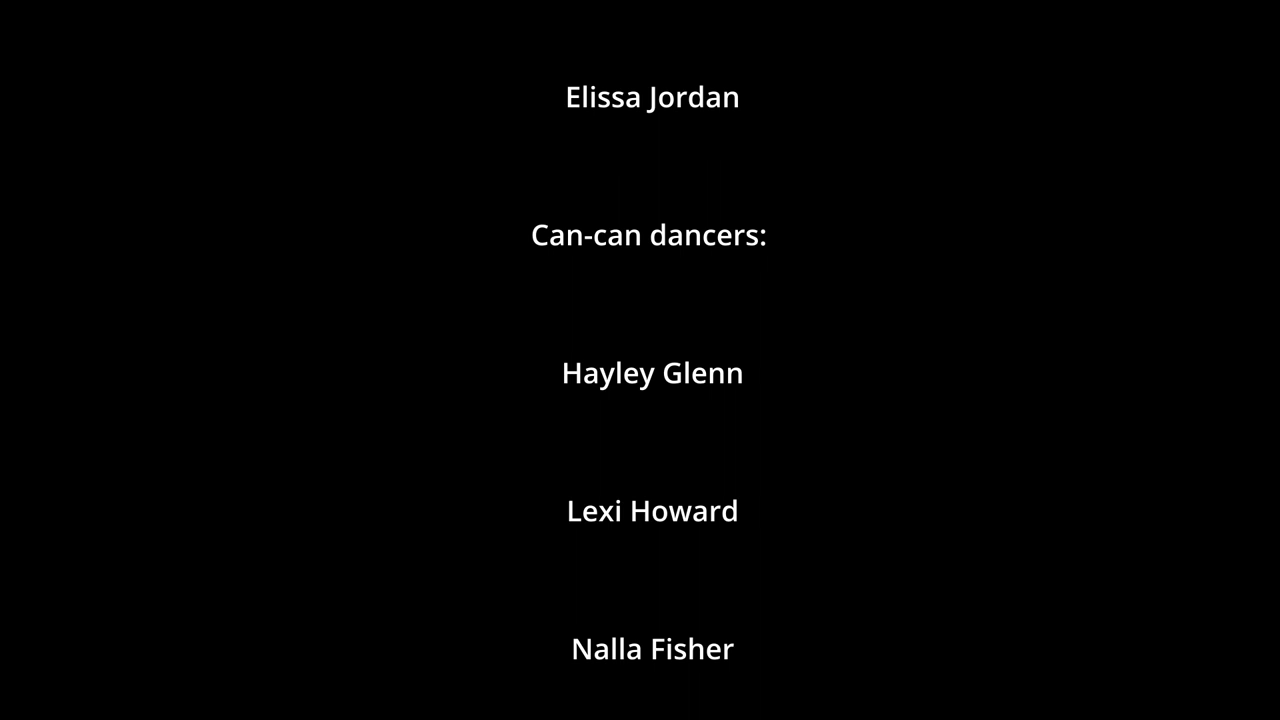 Elissa Jordan
Can-can dancers:
Hayley Glenn
Lexi Howard
Nalla Fisher